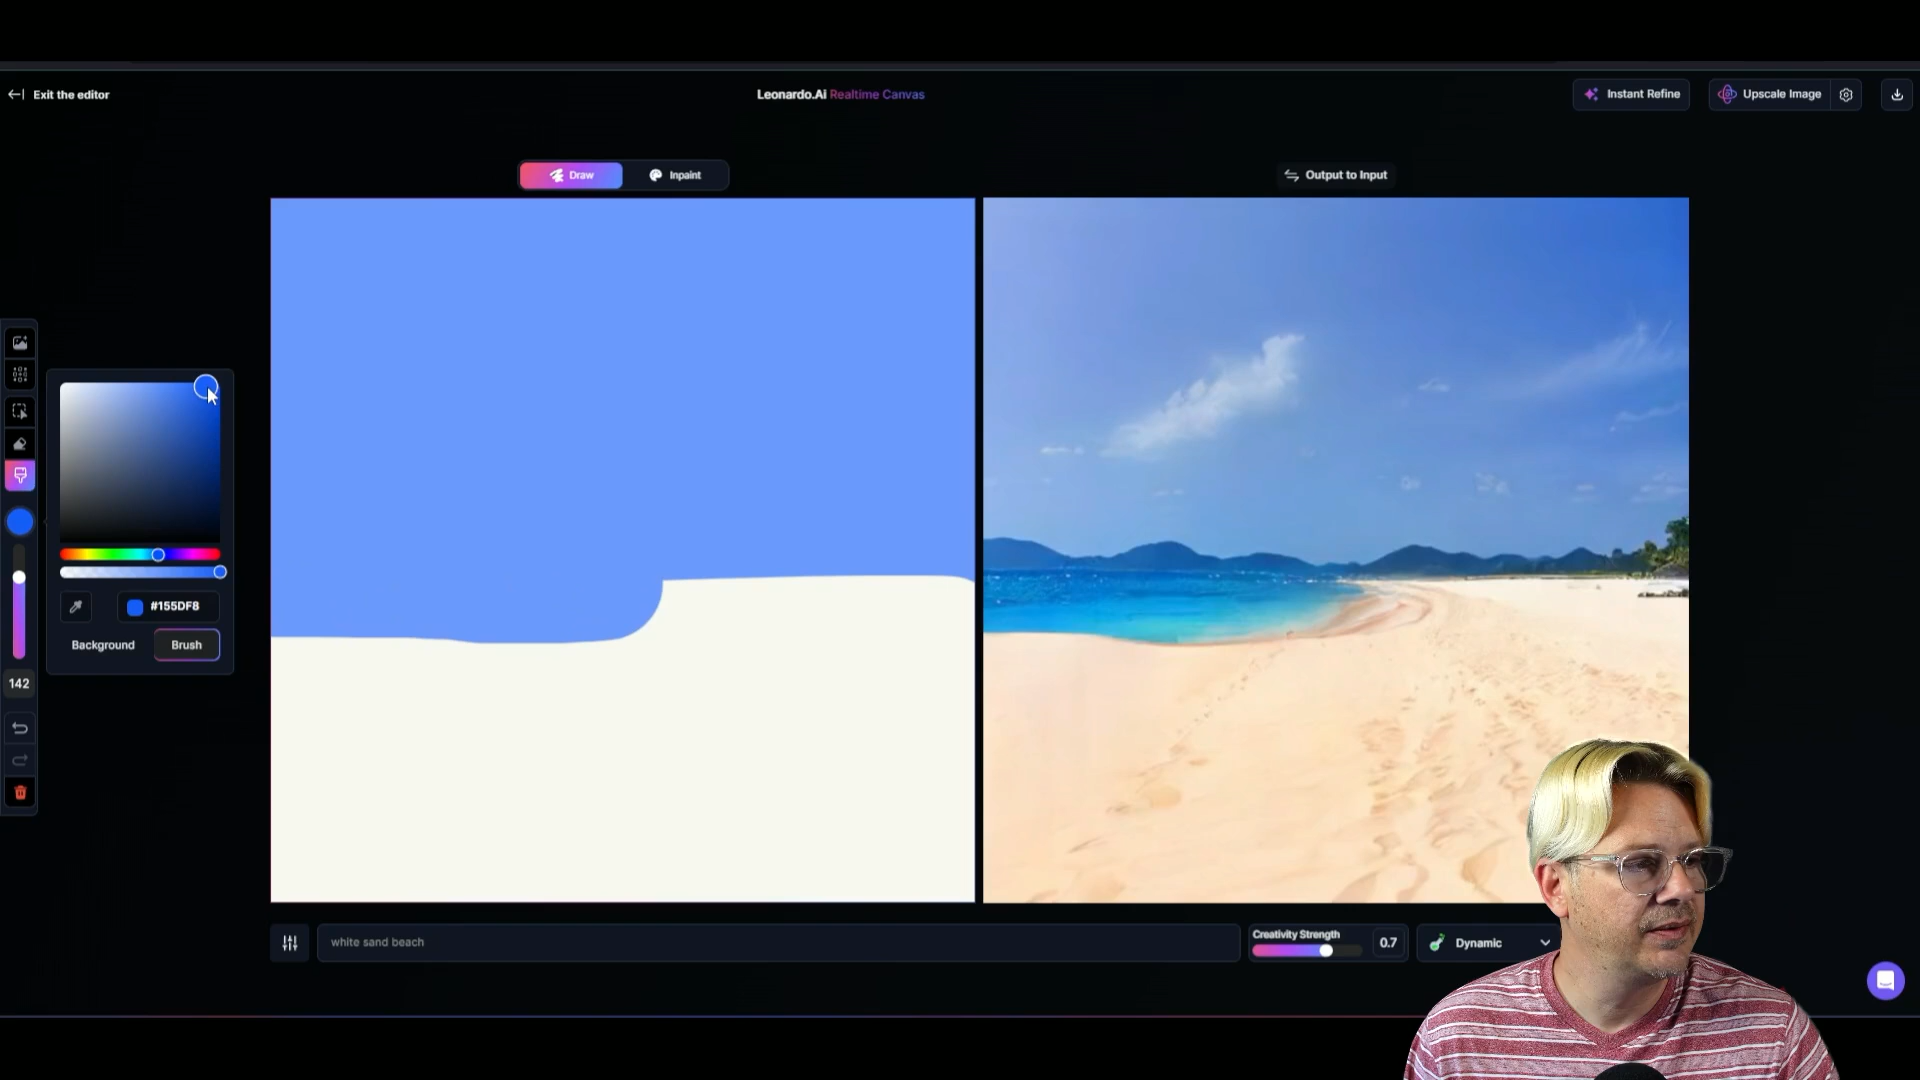 Exit the editor
Leonardo.Ai Realtime Canvas
Instant Refine
Upscale Image
Draw
Inpaint
Output to Input
#155DF8
Background
Brush
142
white sand beach
Creativity Strength
0.7
Dynamic